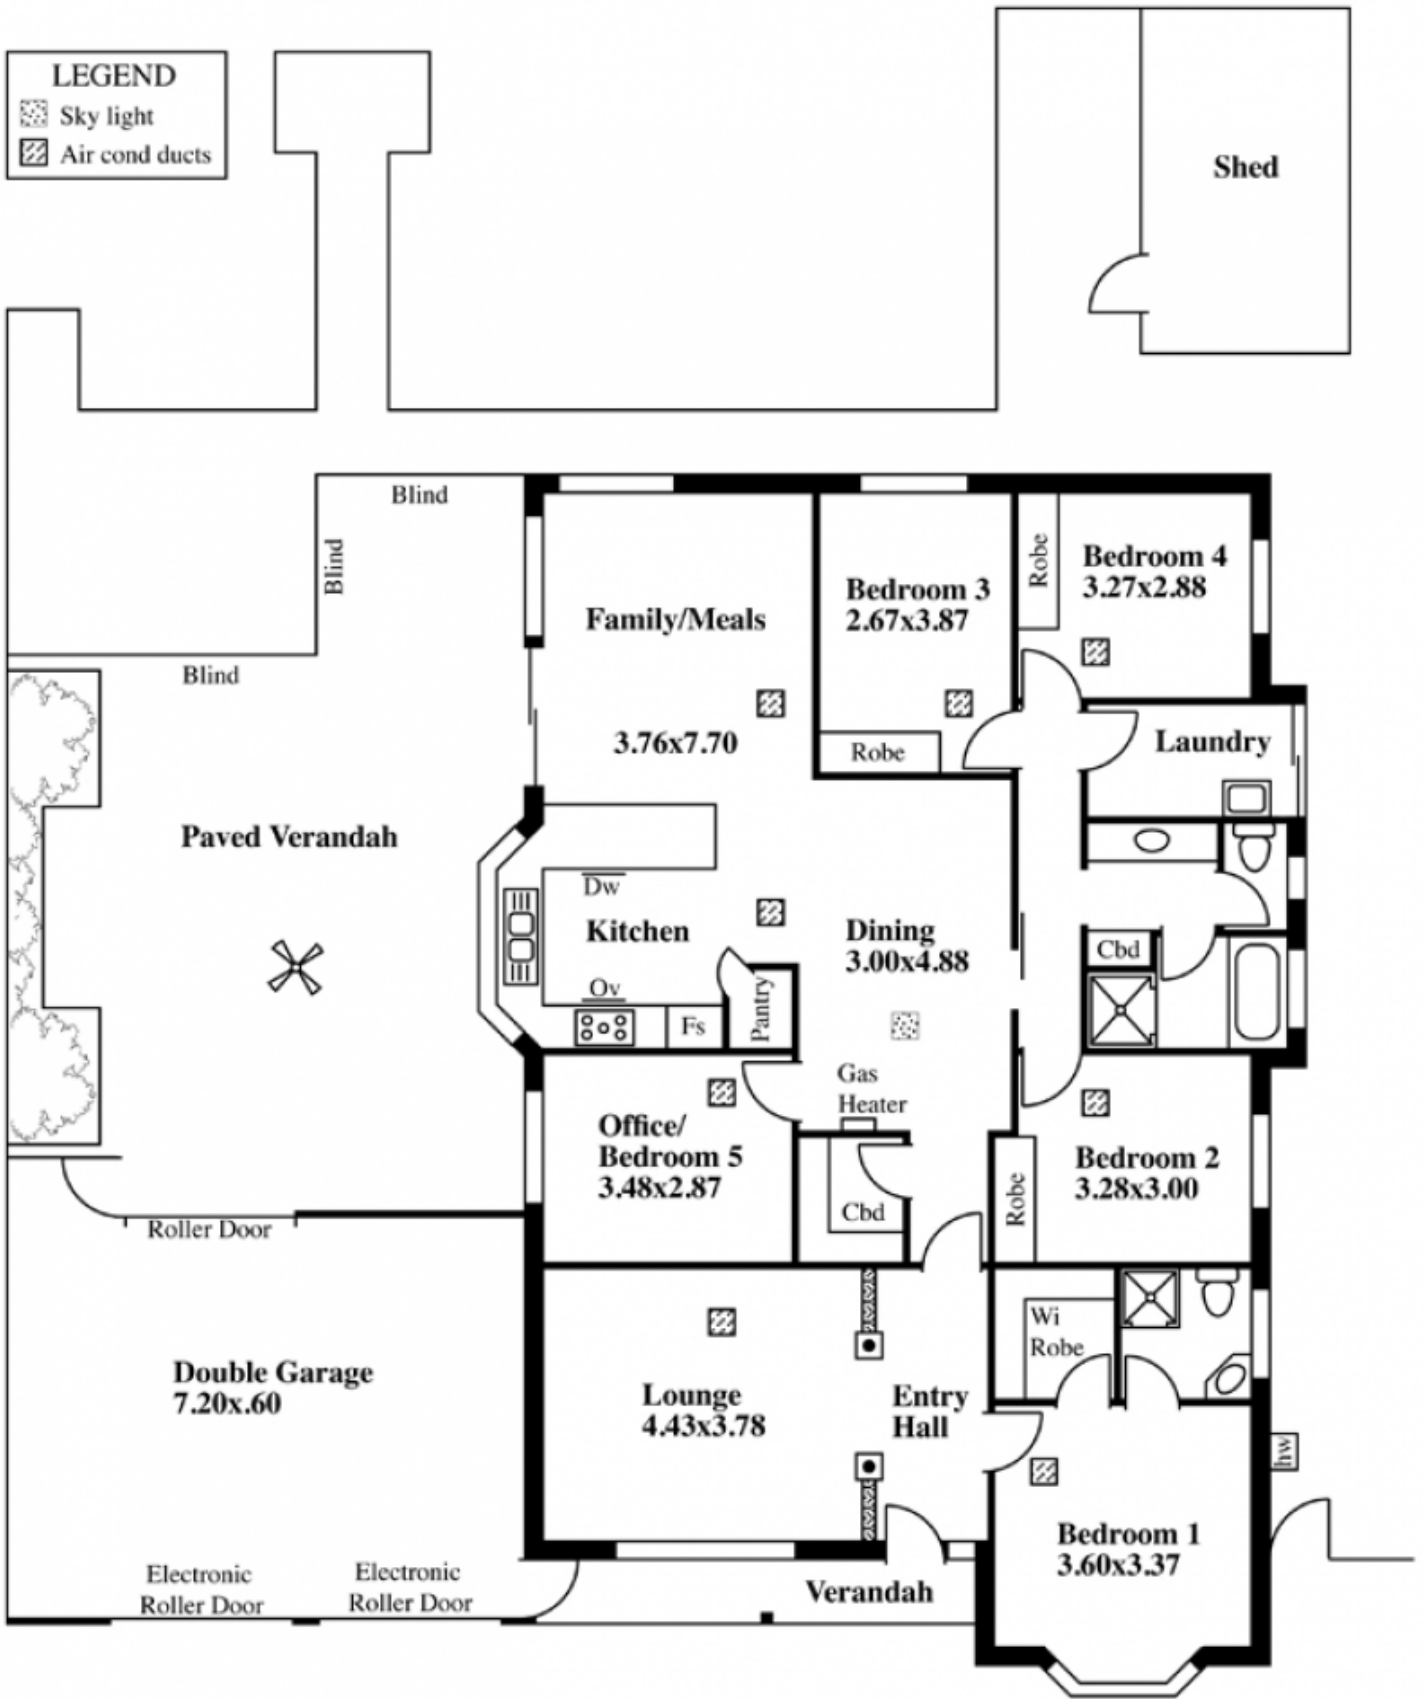 LEGEND
Sky light
Air cond ducts
Shed
Blind
Blind
Blind
Family/Meals
3.76x7.70
Bedroom 3
2.67x3.87
Robe
Robe
Bedroom 4
3.27x2.88
Laundry
Paved Verandah
Dw
Kitchen
Ov
Fs
Pantry
Dining
3.00x4.88
Cbd
Gas
Heater
Office/
Bedroom 5
3.48x2.87
Cbd
Robe
Bedroom 2
3.28x3.00
Roller Door
Double Garage
7.20x.60
Lounge
4.43x3.78
Entry
Hall
Wi
Robe
hw
Bedroom 1
3.60x3.37
Electronic
Roller Door
Electronic
Roller Door
Verandah